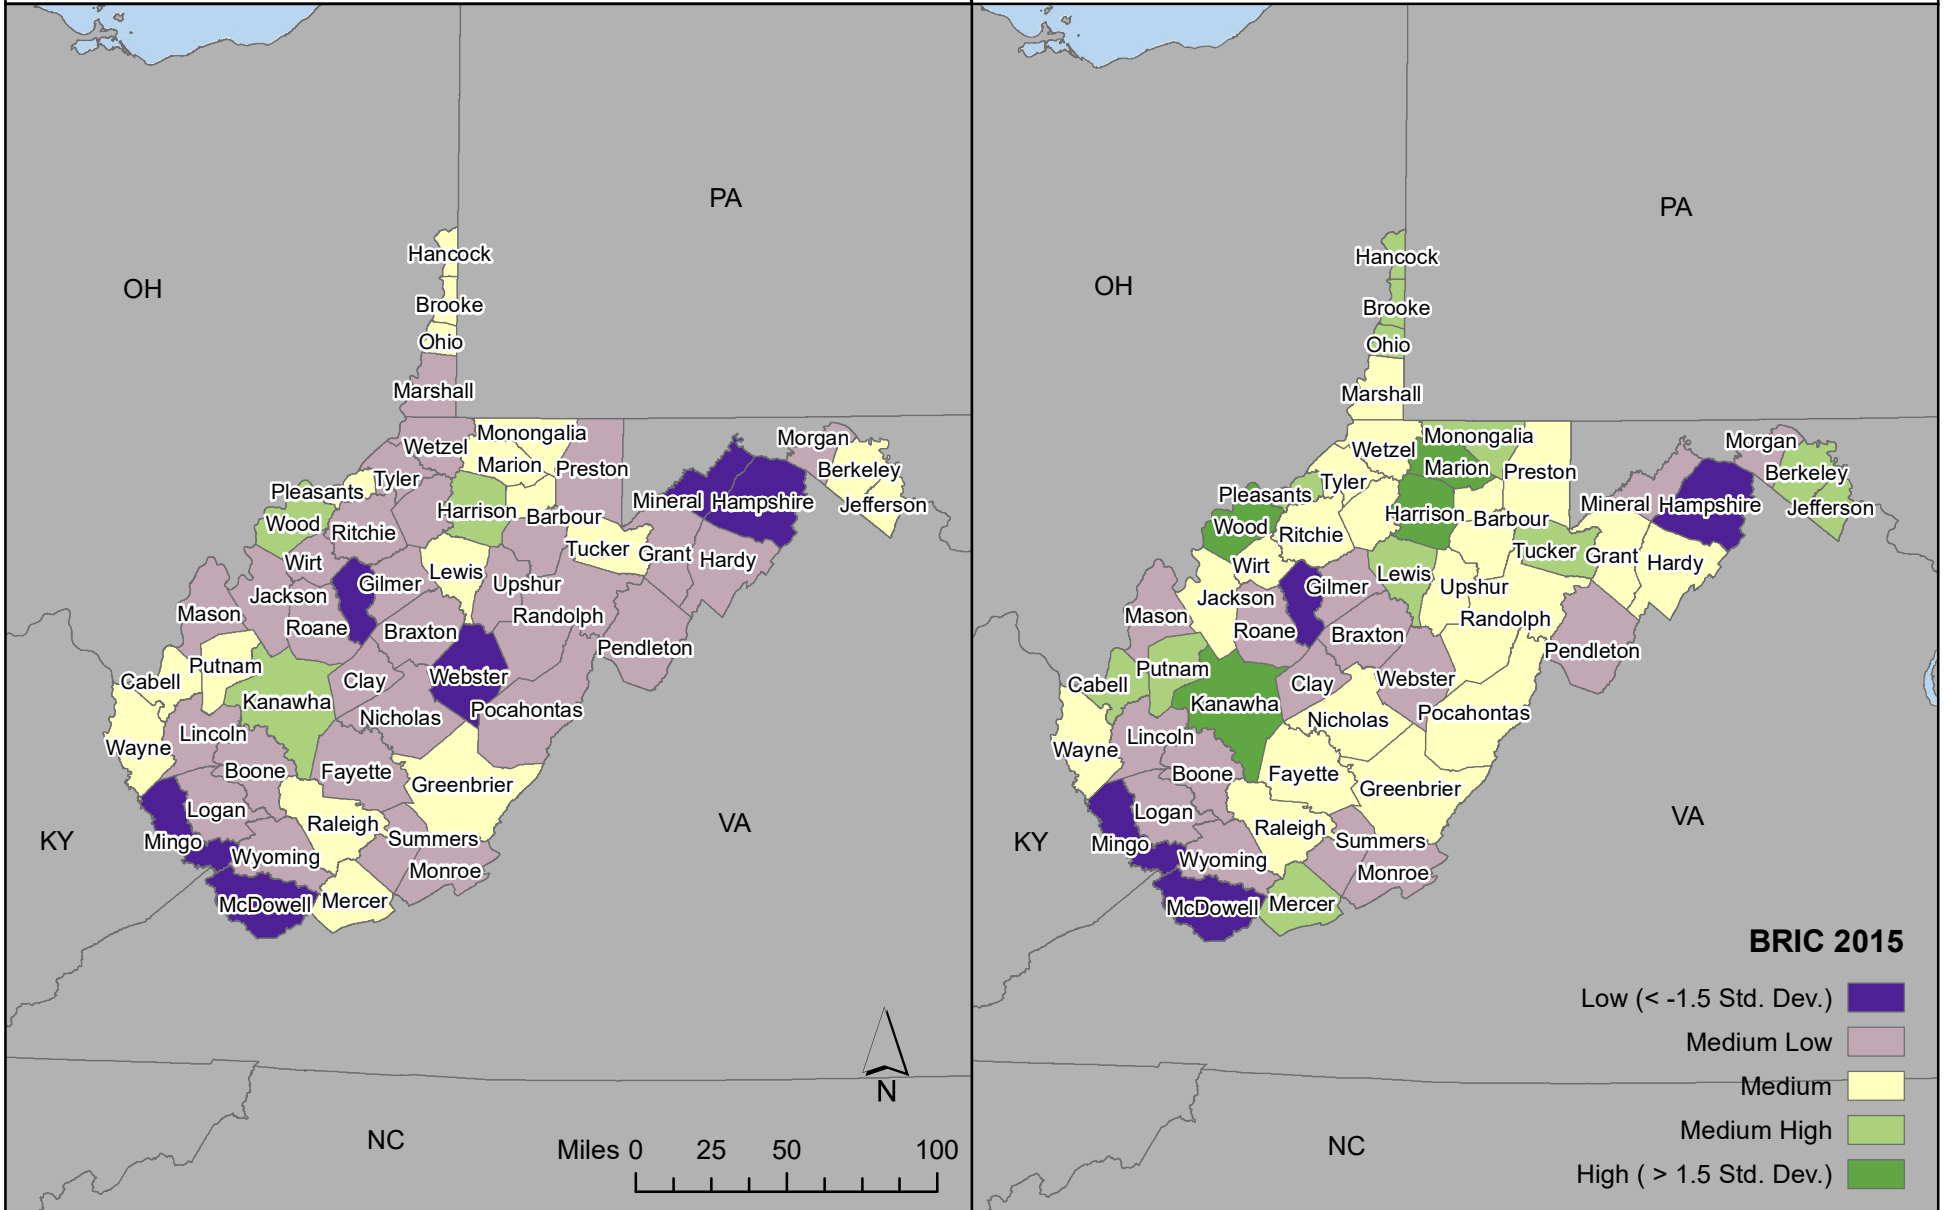 PA
OH
Hancock
Brooke
Ohio
Marshall
Monongalia
Morgan
Wetzel
Marion
Preston
Berkeley
Tyler
Pleasants
Mineral
Hampshire
Jefferson
Wood
Harrison
Barbour
Ritchie
Tucker
Grant
Hardy
Wirt
Lewis
Gilmer
Upshur
Jackson
Mason
Randolph
Roane
Braxton
Pendleton
Putnam
Cabell
Clay
Webster
Kanawha
Nicholas
Pocahontas
Lincoln
Wayne
Boone
Fayette
Greenbrier
Logan
Raleigh
VA
KY
Mingo
Summers
Wyoming
Monroe
McDowell
Mercer
N
NC
Miles 0 25 50 100
PA
OH
Hancock
Brooke
Ohio
Marshall
Monongalia
Morgan
Wetzel
Marion
Preston
Berkeley
Tyler
Pleasants
Mineral
Hampshire
Jefferson
Wood
Harrison
Barbour
Ritchie
Tucker
Grant
Hardy
Wirt
Lewis
Gilmer
Upshur
Jackson
Mason
Randolph
Roane
Braxton
Pendleton
Putnam
Cabell
Clay
Webster
Kanawha
Nicholas
Pocahontas
Lincoln
Wayne
Boone
Fayette
Greenbrier
Logan
Raleigh
VA
KY
Mingo
Summers
Wyoming
Monroe
McDowell
Mercer
NC
BRIC 2015
Low (< -1.5 Std. Dev.)
Medium Low
Medium
Medium High
High ( > 1.5 Std. Dev.)